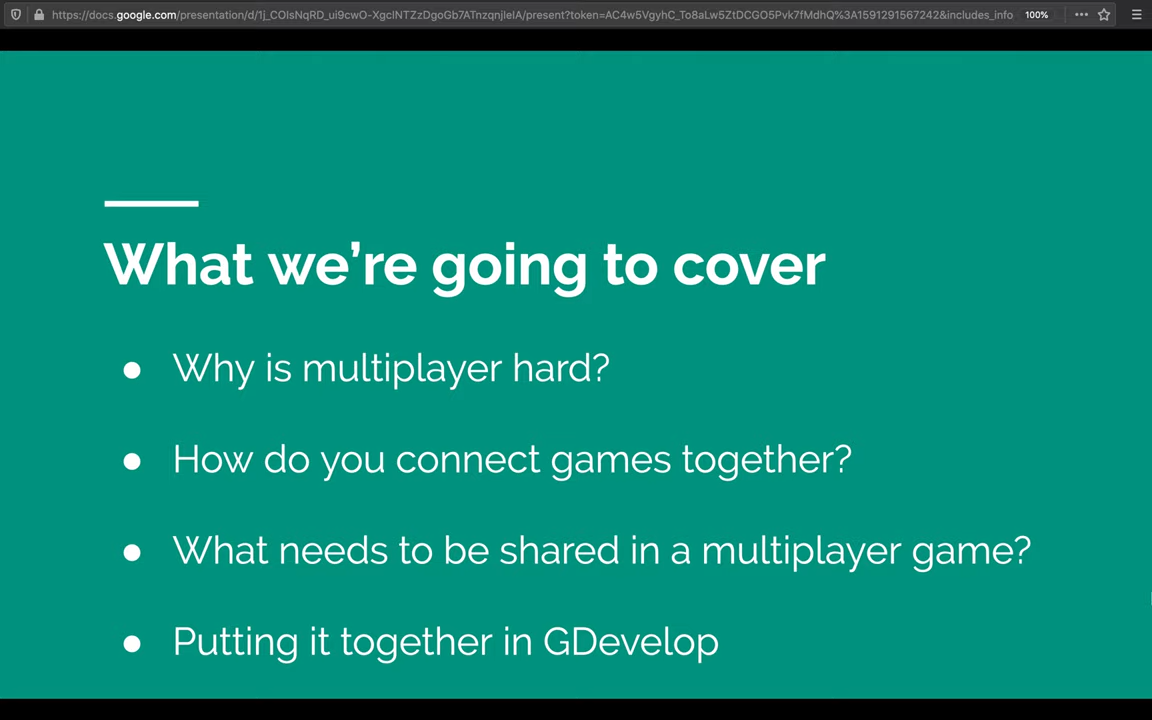 https://docs.google.com/presentation/d/1j_COIsNqRD_ui9cwO-XgclNTZzDgoGb7ATnzqnjleIA/present?token=AC4w5VgyhC_To8aLw5ZtDCGO5Pvk7fMdhQ%3A1591291567242&includes_info 100%
What we're going to cover
● Why is multiplayer hard?
● How do you connect games together?
● What needs to be shared in a multiplayer game?
● Putting it together in GDevelop